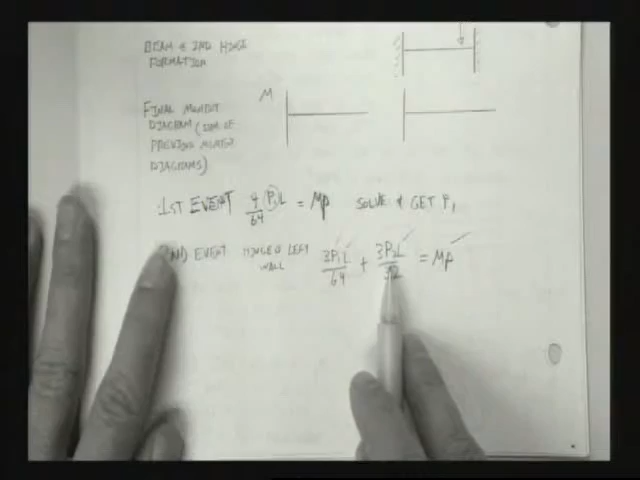 BEAM & 2ND HINGE
FORMATION
FINAL MOMENT
DIAGRAM (SUM OF
PREVIOUS MOMENT
DIAGRAMS)
M
1ST EVENT 9/64 P₁L = Mp SOLVE & GET P₁
2ND EVENT HINGE @ LEFT
WALL
3P₁L/64 + 3P₂L/32 = Mp